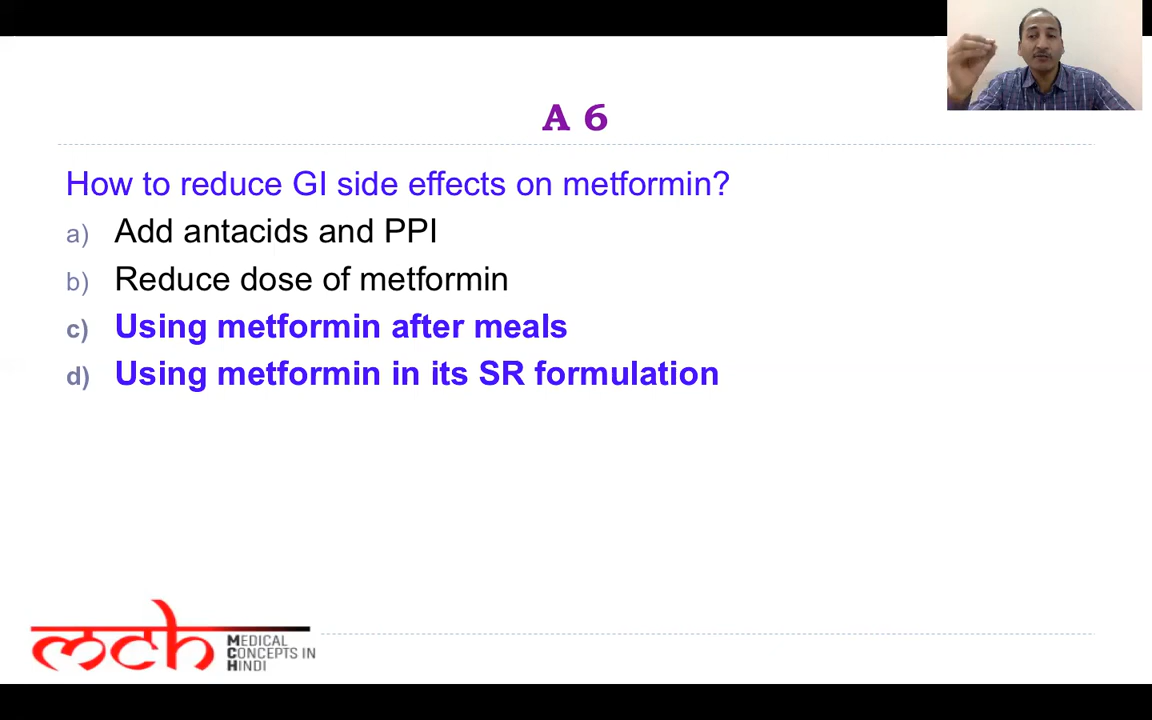 A 6
How to reduce GI side effects on metformin?
a) Add antacids and PPI
b) Reduce dose of metformin
c) Using metformin after meals
d) Using metformin in its SR formulation
mch
MEDICAL
CONCEPTS IN
HINDI